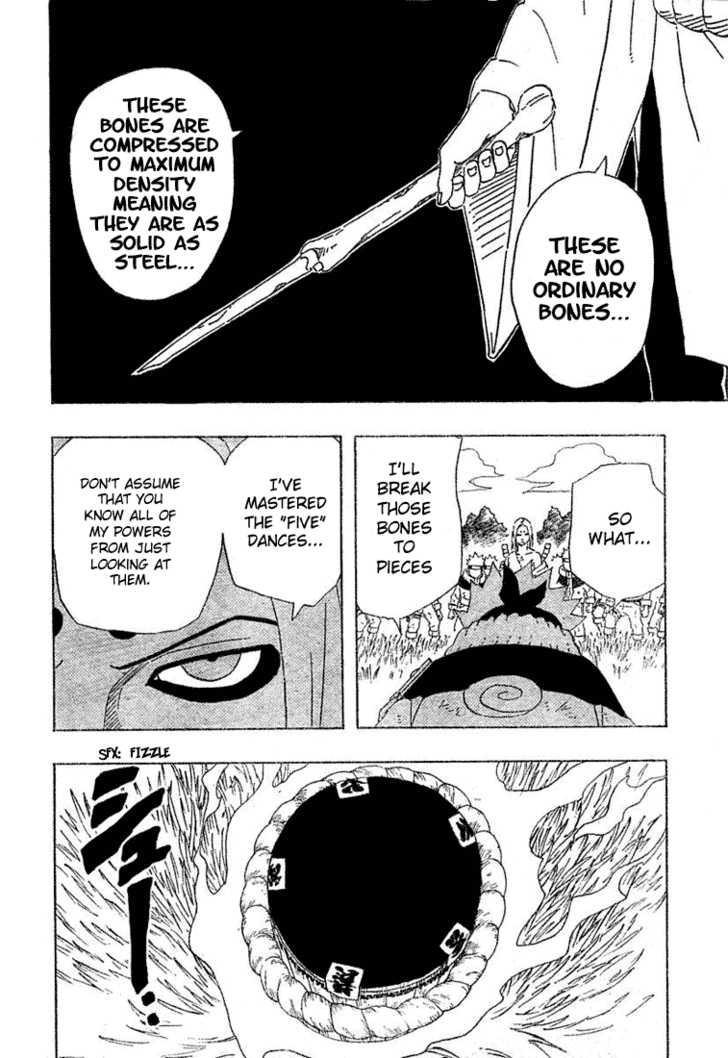 THESE
ARE NO
ORDINARY
BONES...
THESE
BONES ARE
COMPRESSED
TO MAXIMUM
DENSITY
MEANING
THEY ARE AS
SOLID AS
STEEL...
SO
WHAT...
I'LL
BREAK
THOSE
BONES
TO
PIECES
I'VE
MASTERED
THE "FIVE"
DANCES...
DON'T ASSUME
THAT YOU
KNOW ALL OF
MY POWERS
FROM JUST
LOOKING
AT THEM.
SFX: FIZZLE
シュ